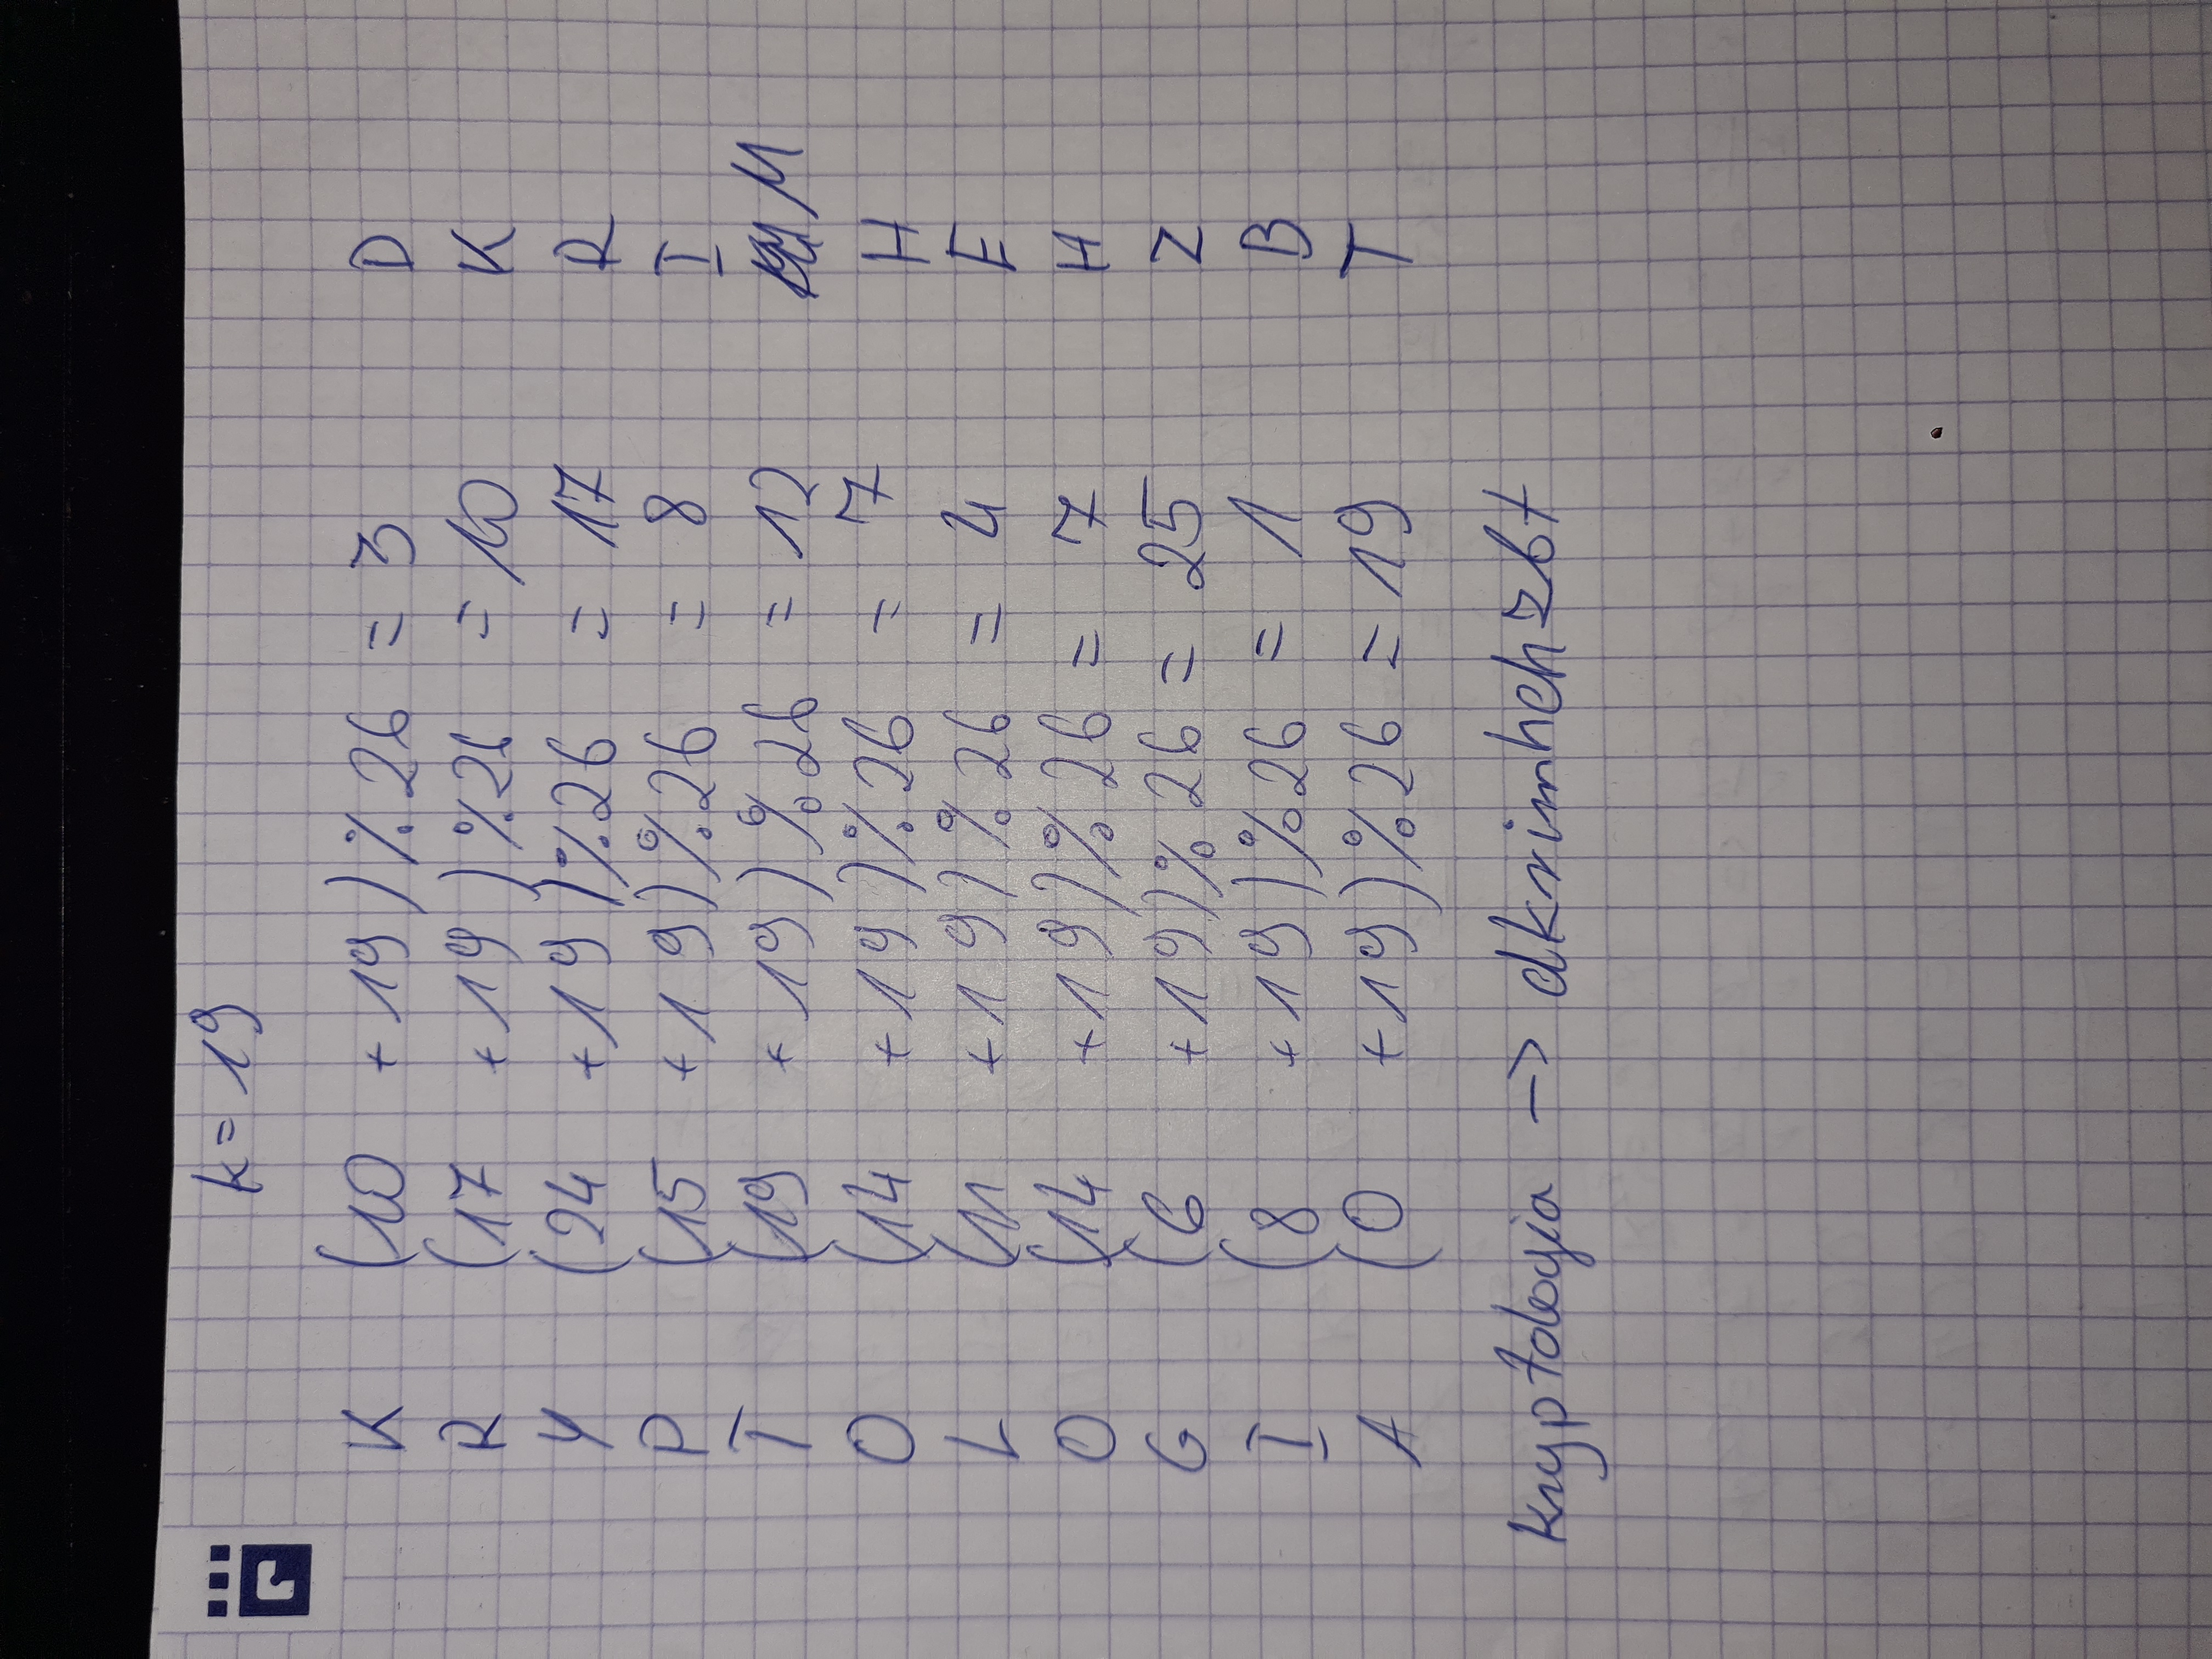 k = 19
K (10 + 19) % 26 = 3 D
R (17 + 19) % 26 = 10 K
Y (24 + 19) % 26 = 17 R
P (15 + 19) % 26 = 8 I
T (19 + 19) % 26 = 12 M
O (14 + 19) % 26 = 7 H
L (11 + 19) % 26 = 4 E
O (14 + 19) % 26 = 7 H
G (6 + 19) % 26 = 25 Z
I (8 + 19) % 26 = 1 B
A (0 + 19) % 26 = 19 T
kryptologia -> dkrimhehzbt